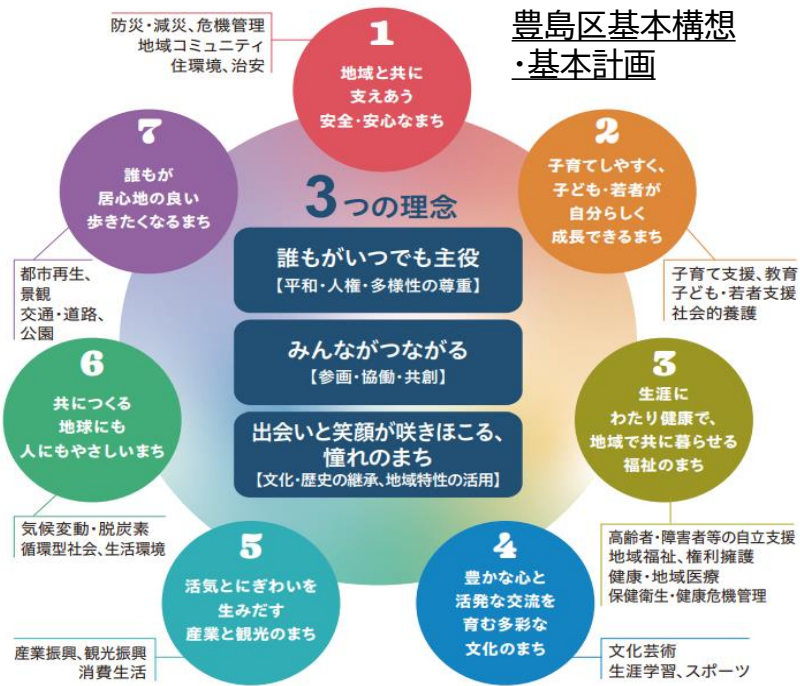 豊島区基本構想
・基本計画
防災・減災、危機管理
地域コミュニティ
住環境、治安
1
地域と共に
支えあう
安全・安心なまち
2
子育てしやすく、
子ども・若者が
自分らしく
成長できるまち
子育て支援、教育
子ども・若者支援
社会的養護
3
生涯に
わたり健康で、
地域で共に暮らせる
福祉のまち
高齢者・障害者等の自立支援
地域福祉、権利擁護
健康・地域医療
保健衛生・健康危機管理
4
豊かな心と
活発な交流を
育む多彩な
文化のまち
文化芸術
生涯学習、スポーツ
5
活気とにぎわいを
生みだす
産業と観光のまち
産業振興、観光振興
消費生活
6
共につくる
地球にも
人にもやさしいまち
気候変動・脱炭素
循環型社会、生活環境
7
誰もが
居心地の良い
歩きたくなるまち
都市再生、
景観
交通・道路、
公園
3つの理念
誰もがいつでも主役
【平和・人権・多様性の尊重】
みんながつながる
【参画・協働・共創】
出会いと笑顔が咲きほこる、
憧れのまち
【文化・歴史の継承、地域特性の活用】